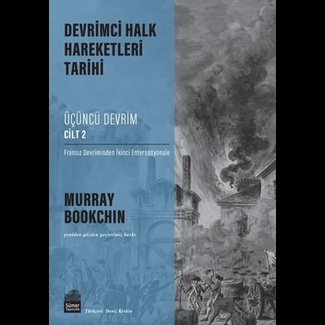 DEVRİMCİ HALK
HAREKETLERİ
TARİHİ
ÜÇÜNCÜ DEVRİM
CİLT 2
Fransız Devriminden İkinci Enternasyonale
MURRAY
BOOKCHIN
yeniden gözden geçirilmiş baskı
Sümer
Yayıncılık
Türkçesi: Deniz Keskin